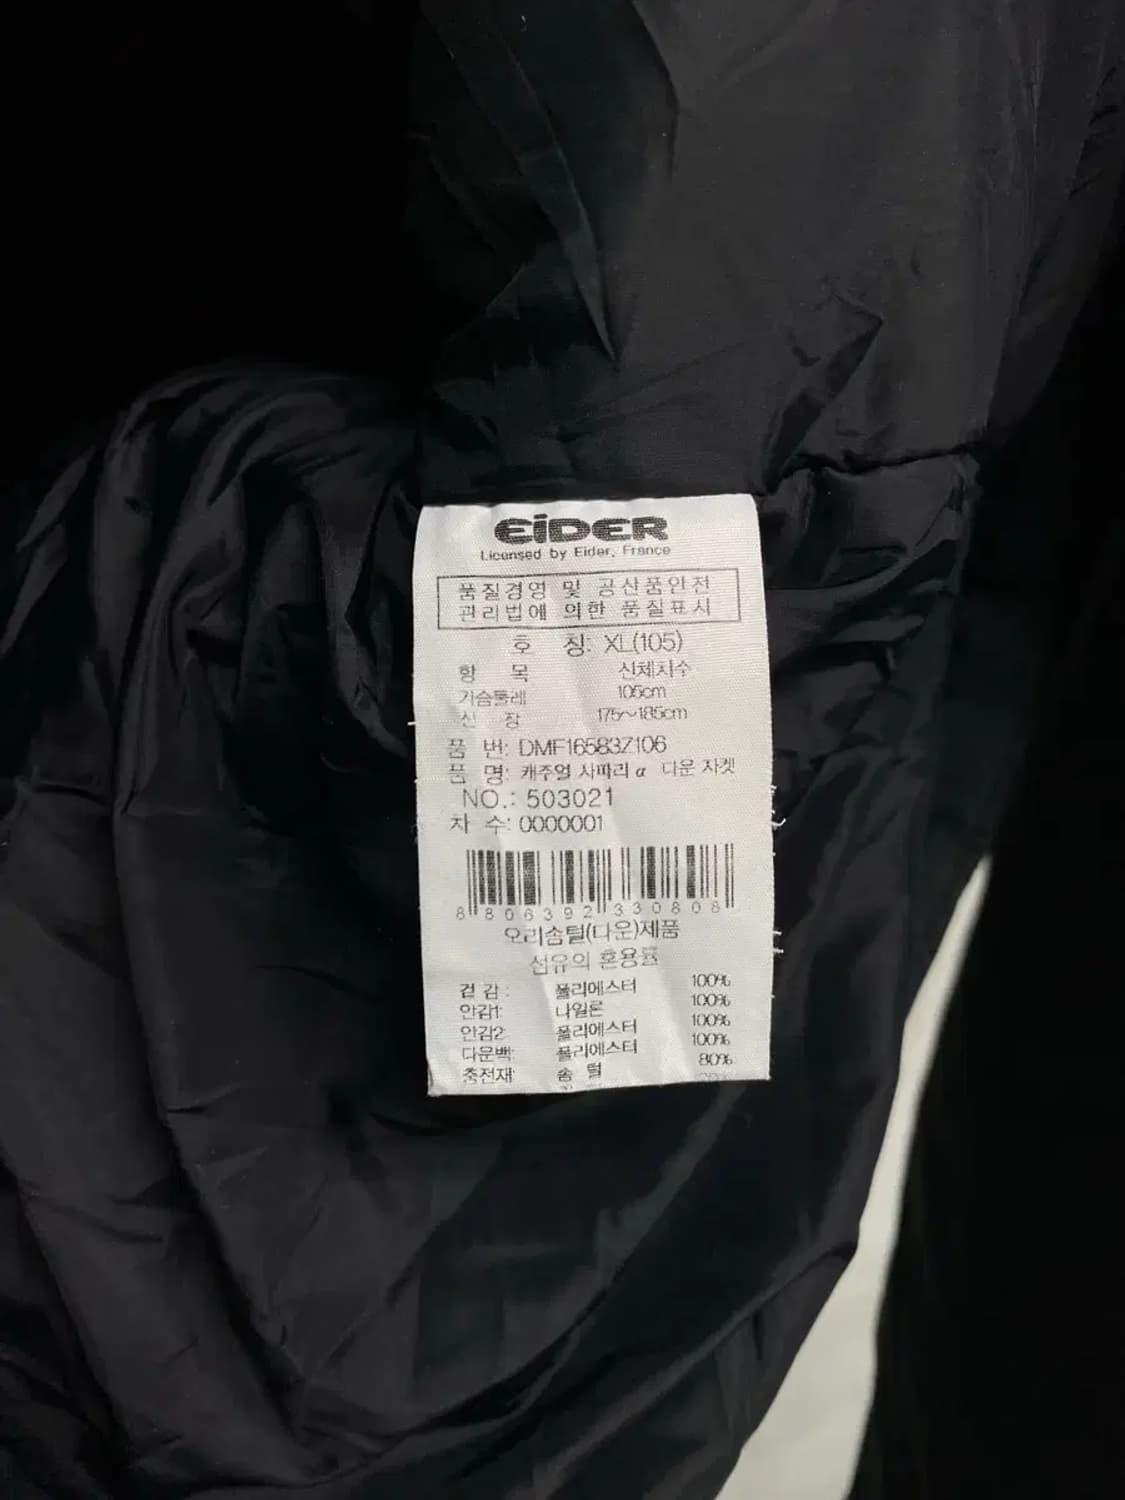 EiDER
Licensed by Eider, France
품질경영 및 공산품안전
관리법에 의한 품질표시
호 칭: XL(105)
항 목 신체치수
가슴둘레 105cm
신 장 175~185cm
품 번: DMF16583Z106
품 명: 캐주얼 사파리 α 다운 자켓
NO.: 503021
차 수: 0000001
8 806392 330808
오리솜털(다운)제품
섬유의 혼용률
겉 감: 폴리에스터 100%
안감1: 나일론 100%
안감2: 폴리에스터 100%
다운백: 폴리에스터 100%
충전재: 솜 털 80%